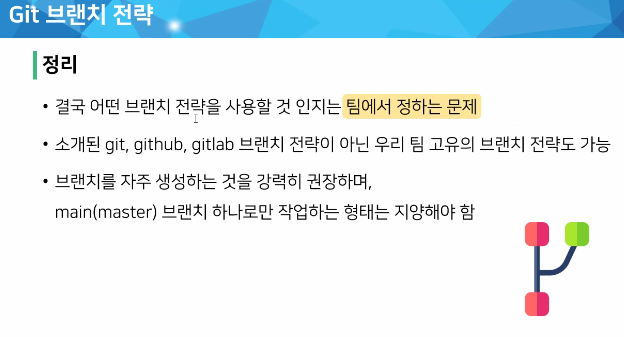 Git 브랜치 전략
정리
• 결국 어떤 브랜치 전략을 사용할 것 인지는 팀에서 정하는 문제
• 소개된 git, github, gitlab 브랜치 전략이 아닌 우리 팀 고유의 브랜치 전략도 가능
• 브랜치를 자주 생성하는 것을 강력히 권장하며,
main(master) 브랜치 하나로만 작업하는 형태는 지양해야 함